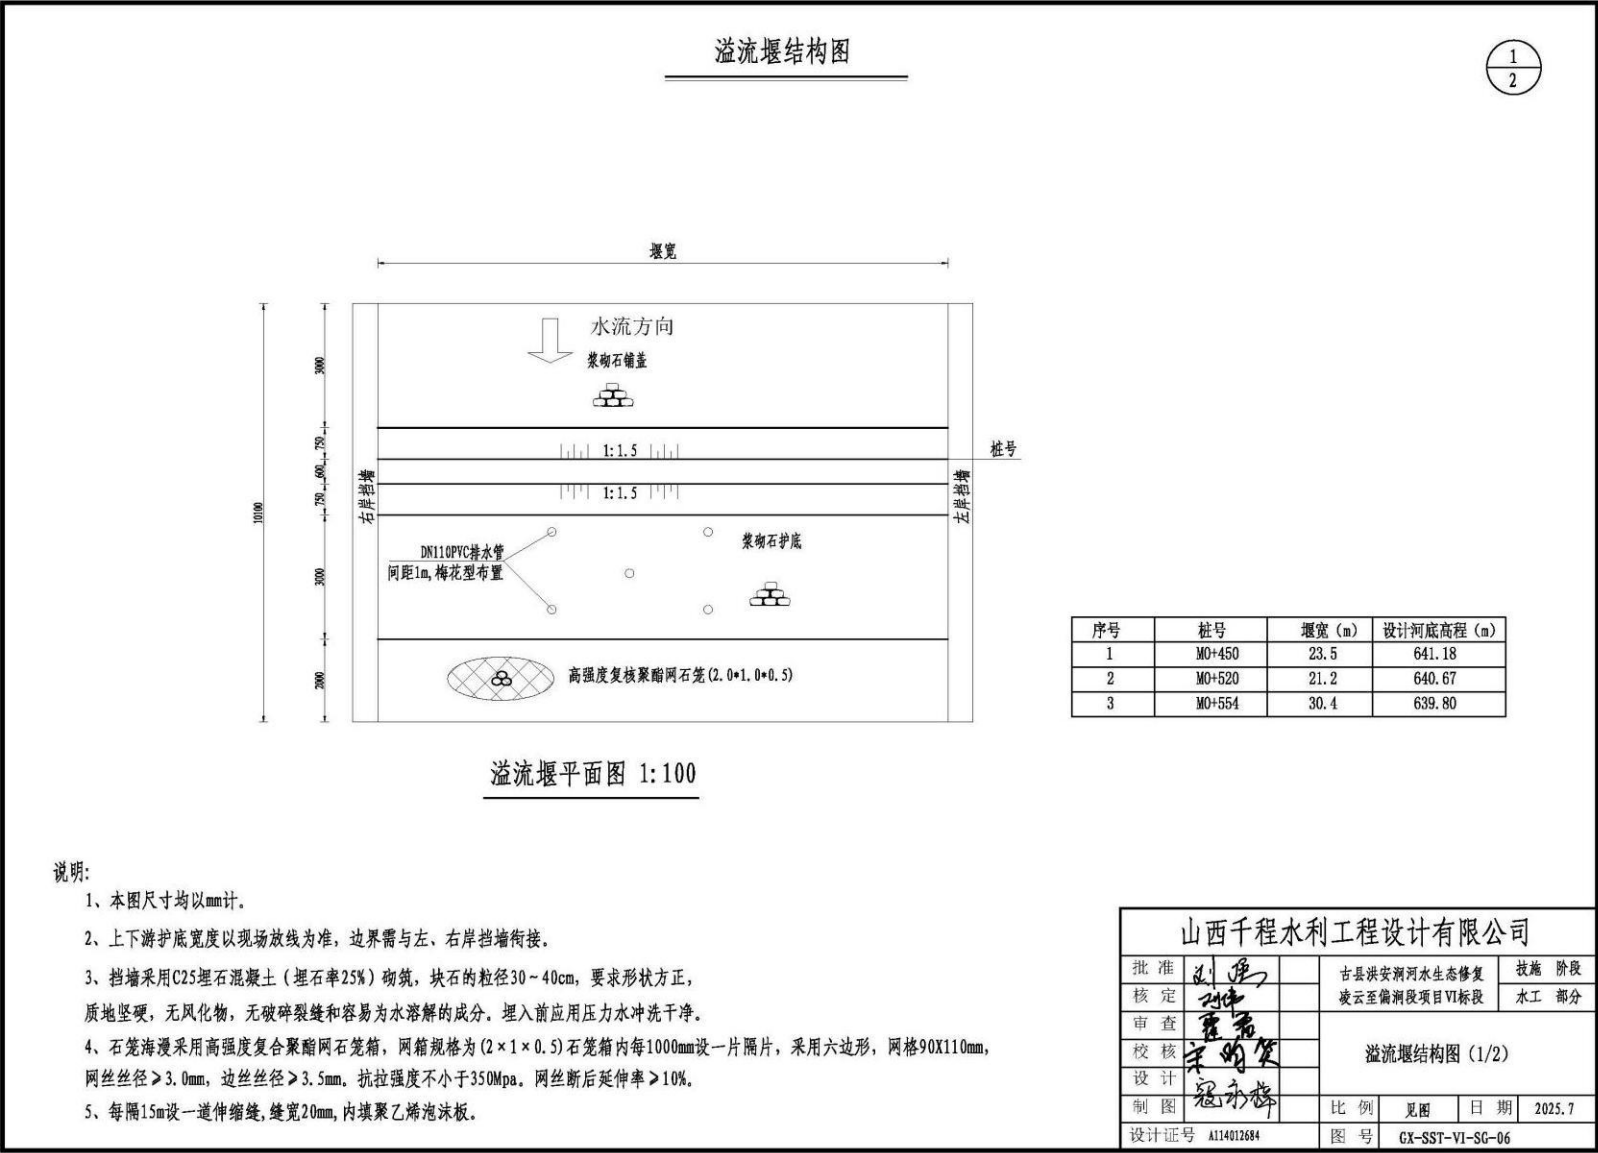 溢流堰结构图
1
2
堰宽
水流方向
浆砌石铺盖
3000
750
1:1.5
桩号
600
750
1:1.5
右岸挡墙
左岸挡墙
10100
浆砌石护底
DN110PVC排水管
间距1m,梅花型布置
3000
2000
高强度复核聚酯网石笼(2.0*1.0*0.5)
溢流堰平面图 1:100
序号 桩号 堰宽（m） 设计河底高程（m）
1 M0+450 23.5 641.18
2 M0+520 21.2 640.67
3 M0+554 30.4 639.80
说明:
1、本图尺寸均以mm计。
2、上下游护底宽度以现场放线为准，边界需与左、右岸挡墙衔接。
3、挡墙采用C25埋石混凝土（埋石率25%）砌筑，块石的粒径30～40cm，要求形状方正，
质地坚硬，无风化物，无破碎裂缝和容易为水溶解的成分。埋入前应用压力水冲洗干净。
4、石笼海漫采用高强度复合聚酯网石笼箱，网箱规格为(2×1×0.5)石笼箱内每1000mm设一片隔片，采用六边形，网格90X110mm，
网丝丝径≥3.0mm，边丝丝径≥3.5mm。抗拉强度不小于350Mpa。网丝断后延伸率≥10%。
5、每隔15m设一道伸缩缝,缝宽20mm,内填聚乙烯泡沫板。
山西千程水利工程设计有限公司
批 准
核 定
审 查
校 核
设 计
制 图
古县洪安涧河水生态修复
凌云至偏涧段项目VI标段
技施 阶段
水工 部分
溢流堰结构图(1/2)
比 例 见图 日 期 2025.7
设计证号 A114012684 图 号 GX-SST-VI-SG-06